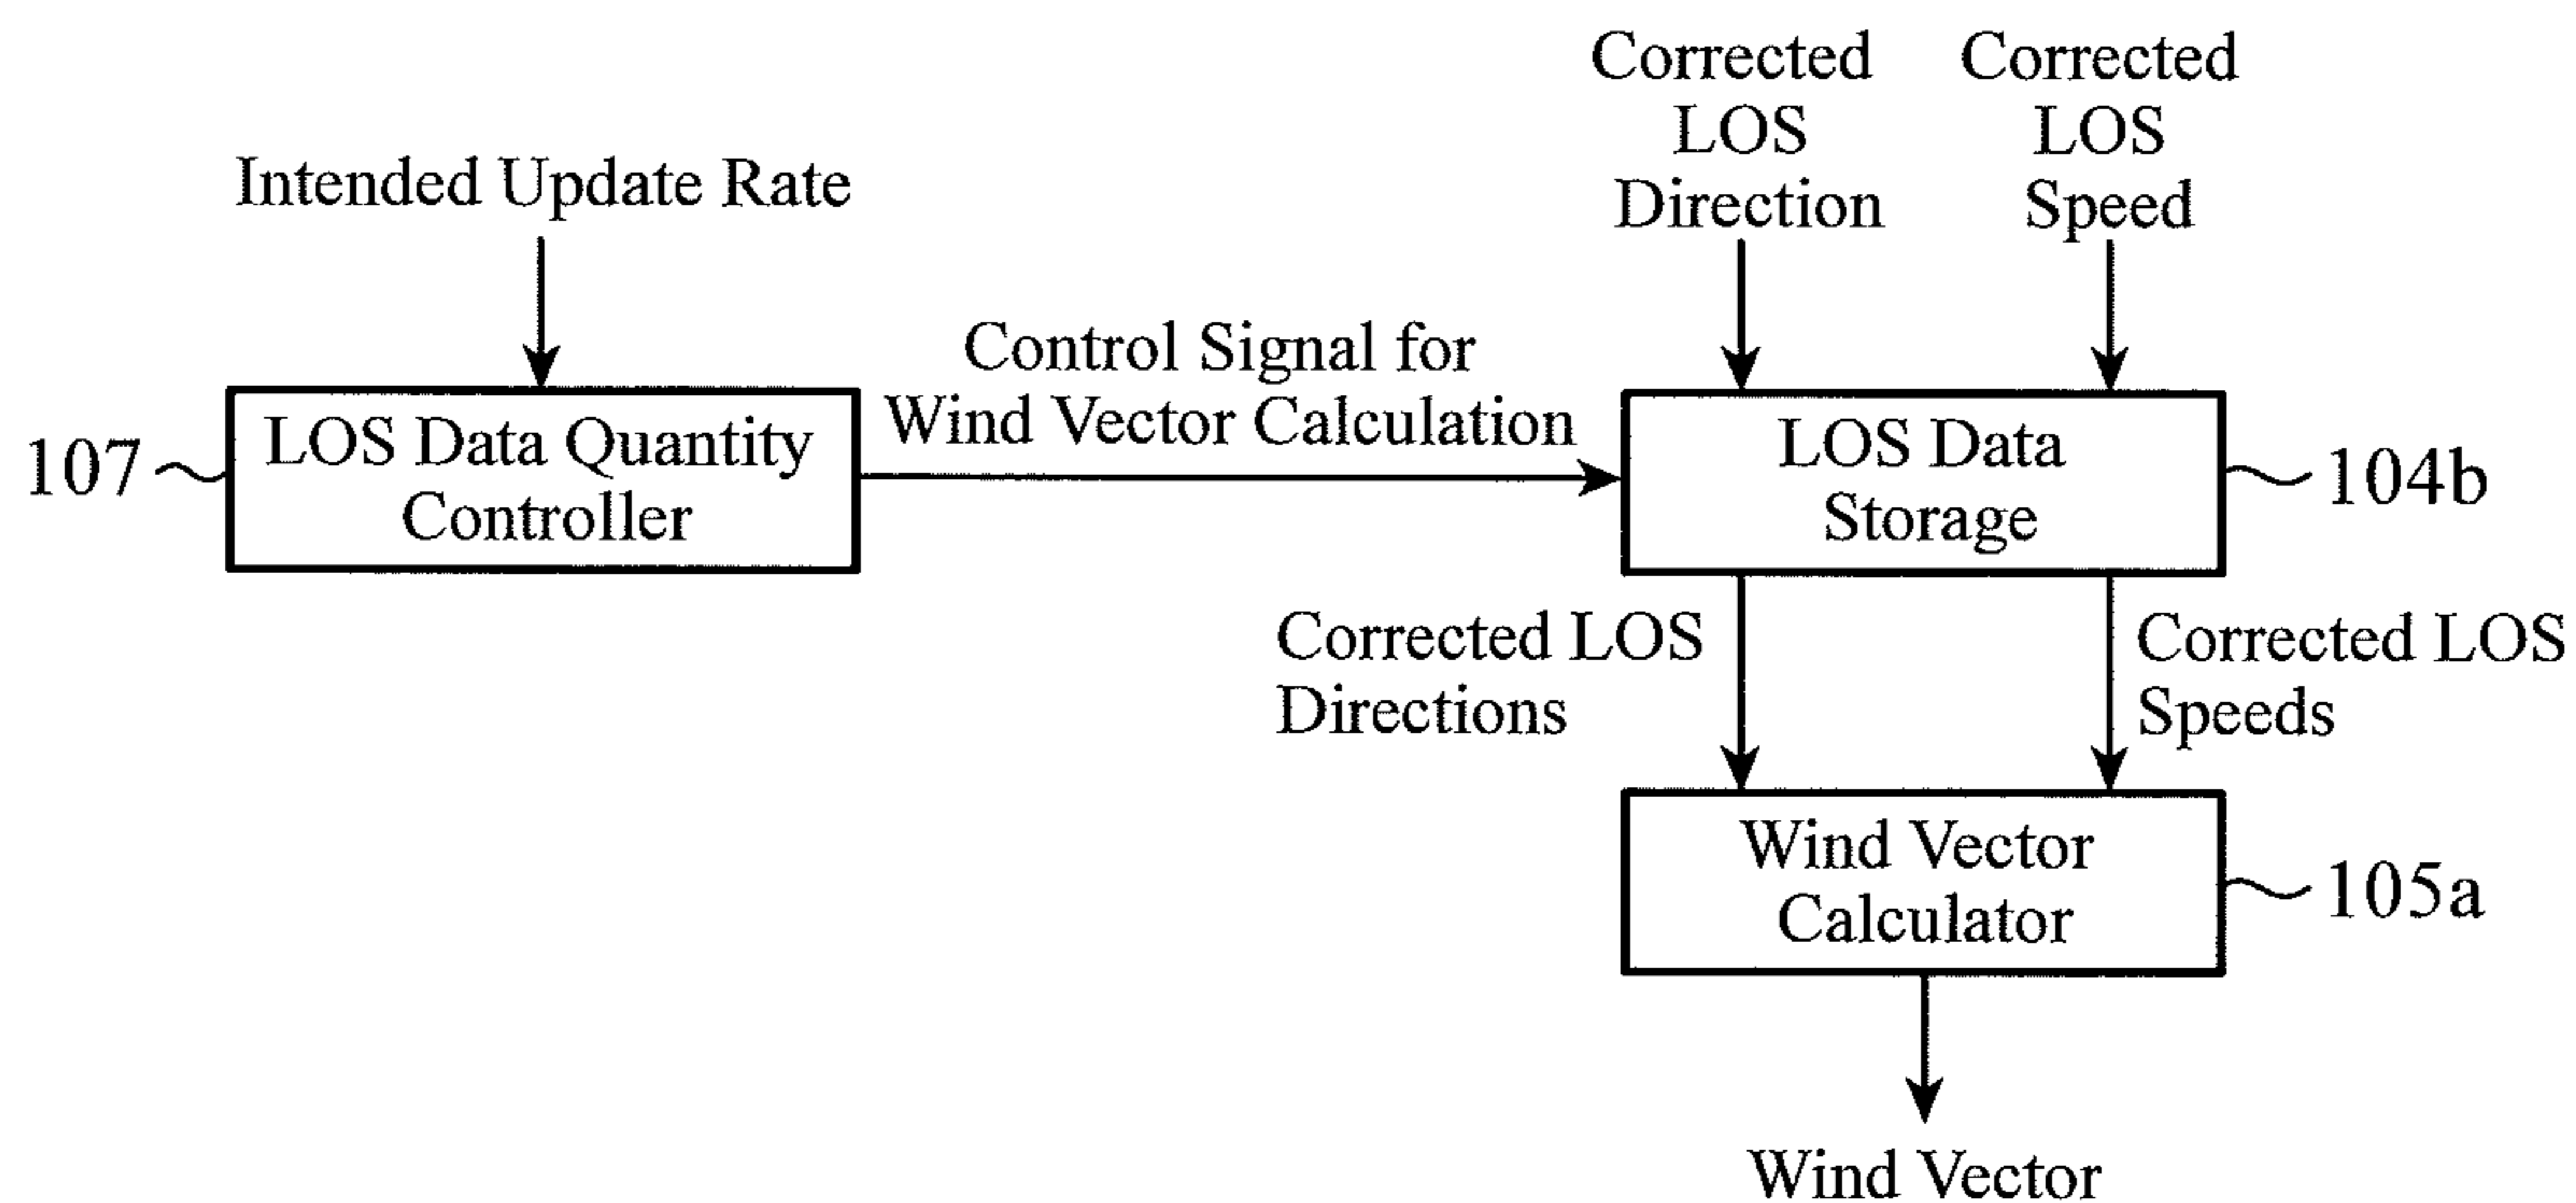 Corrected
LOS
Direction
Corrected
LOS
Speed
Intended Update Rate
Control Signal for
Wind Vector Calculation
107
LOS Data Quantity
Controller
LOS Data
Storage
104b
Corrected LOS
Directions
Corrected LOS
Speeds
Wind Vector
Calculator
105a
Wind Vector